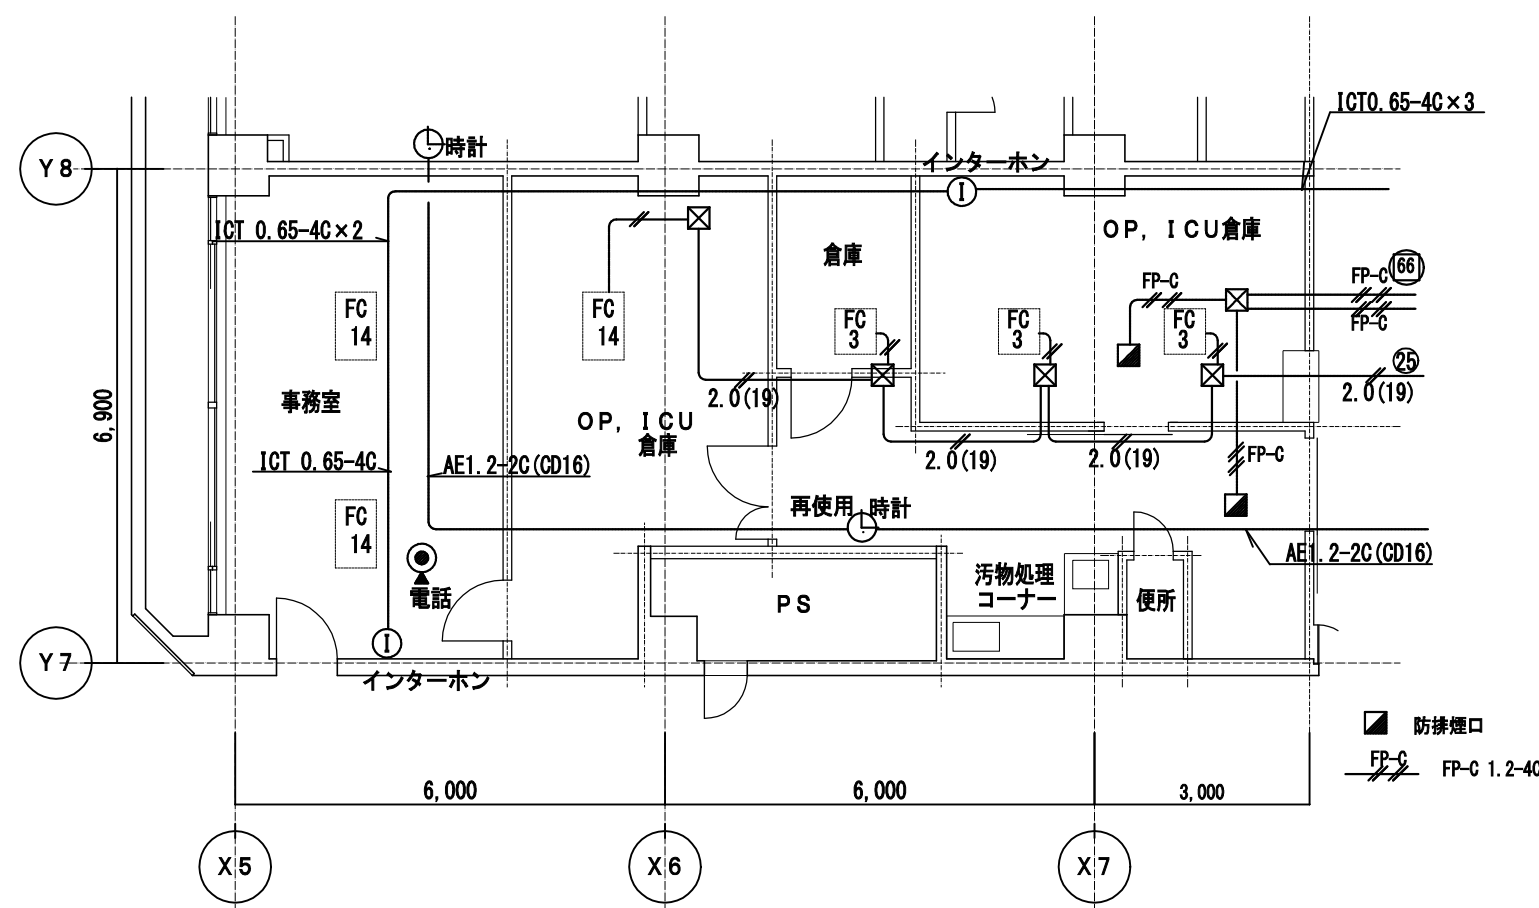 ICT0.65-4C×3
Y8
時計
インターホン
I
ICT 0.65-4C×2
OP, ICU倉庫
倉庫
FP-C
FP-C
66
FP-C
FC
14
FC
14
FC
3
FC
3
FC
3
25
2.0(19)
2.0(19)
6,900
事務室
OP, ICU
倉庫
2.0(19)
2.0(19)
FP-C
ICT 0.65-4C
AE1.2-2C(CD16)
再使用
時計
FC
14
AE1.2-2C(CD16)
電話
PS
汚物処理
コーナー
便所
I
Y7
インターホン
防排煙口
FP-C
FP-C 1.2-4C
6,000
6,000
3,000
X5
X6
X7